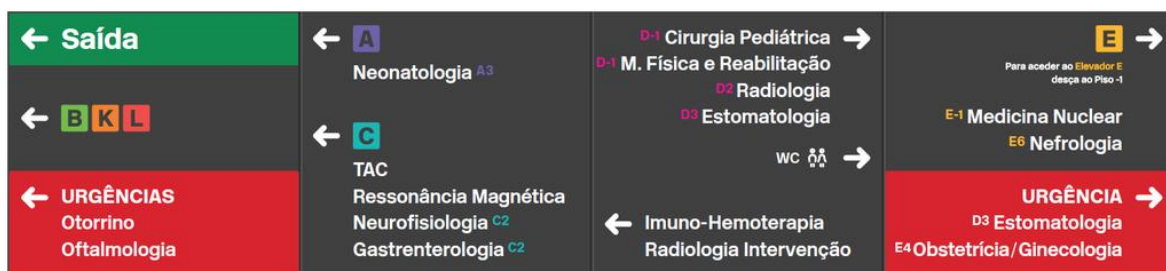 ← Saída
← B K L
← URGÊNCIAS
Otorrino
Oftalmologia
← A
Neonatologia A3
← C
TAC
Ressonância Magnética
Neurofisiologia C2
Gastrenterologia C2
D-1 Cirurgia Pediátrica →
D-1 M. Física e Reabilitação
D2 Radiologia
D3 Estomatologia
WC →
← Imuno-Hemoterapia
Radiologia Intervenção
E →
Para aceder ao Elevador E
desça ao Piso -1
E-1 Medicina Nuclear
E6 Nefrologia
URGÊNCIA →
D3 Estomatologia
E4 Obstetrícia/Ginecologia